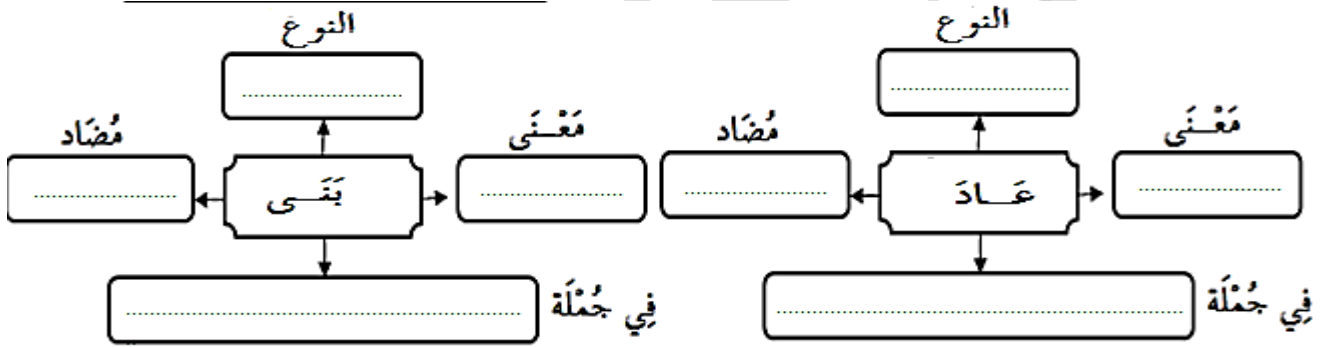 النوع النوع
مَعْـنَى مُضَاد مَعْـنَى مُضَاد
عَـادَ بَنَـى
فِي جُمْلَة فِي جُمْلَة